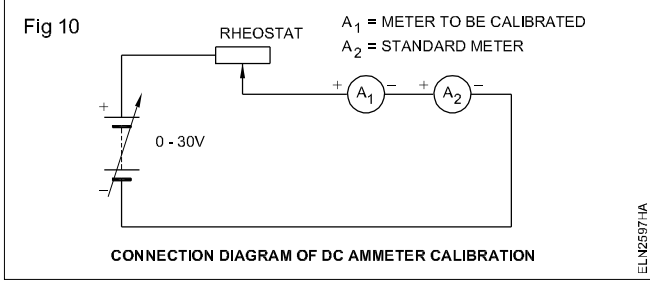 Fig 10
RHEOSTAT
A1 = METER TO BE CALIBRATED
A2 = STANDARD METER
+ A1 − + A2 −
+
0 - 30V
−
CONNECTION DIAGRAM OF DC AMMETER CALIBRATION
ELN2597HA